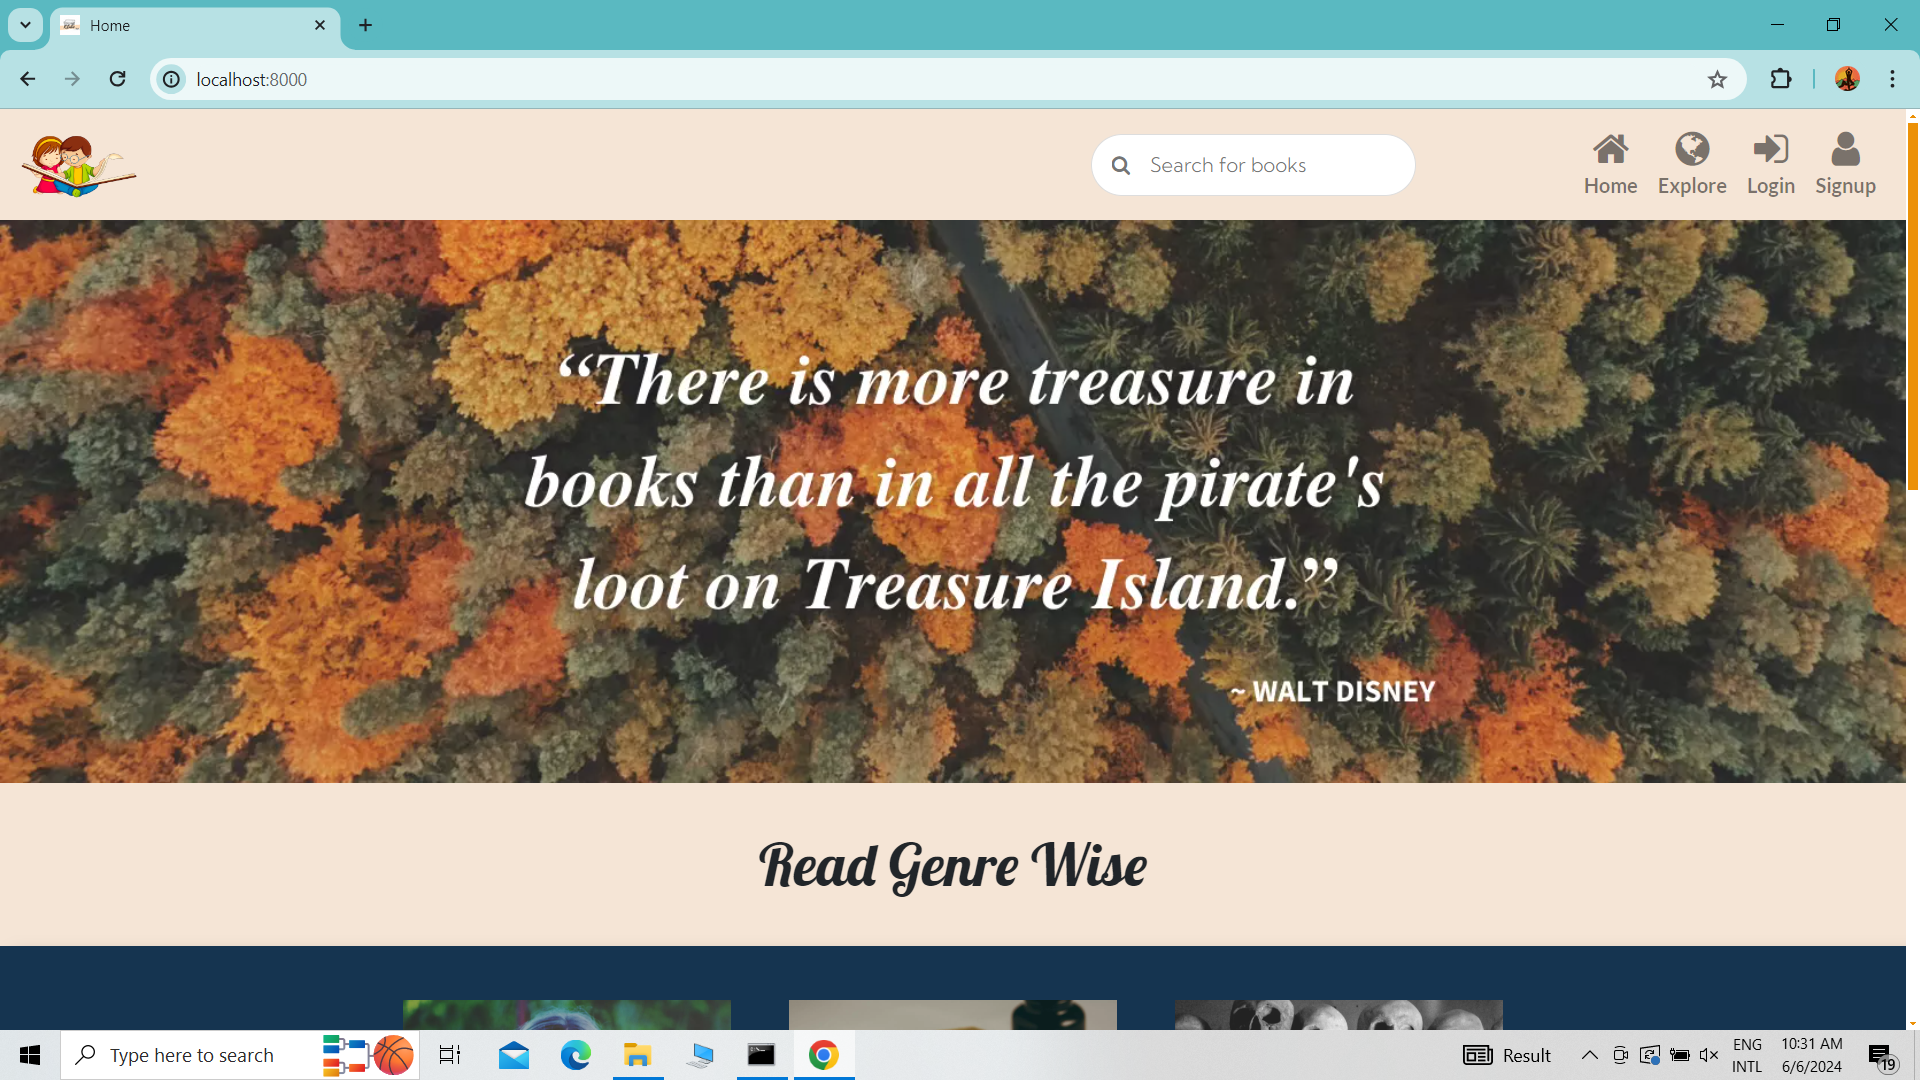 Home
localhost:8000
Search for books
Home Explore Login Signup
“There is more treasure in
books than in all the pirate's
loot on Treasure Island.”
~ WALT DISNEY
Read Genre Wise
Type here to search
Result
ENG
INTL
10:31 AM
6/6/2024
19